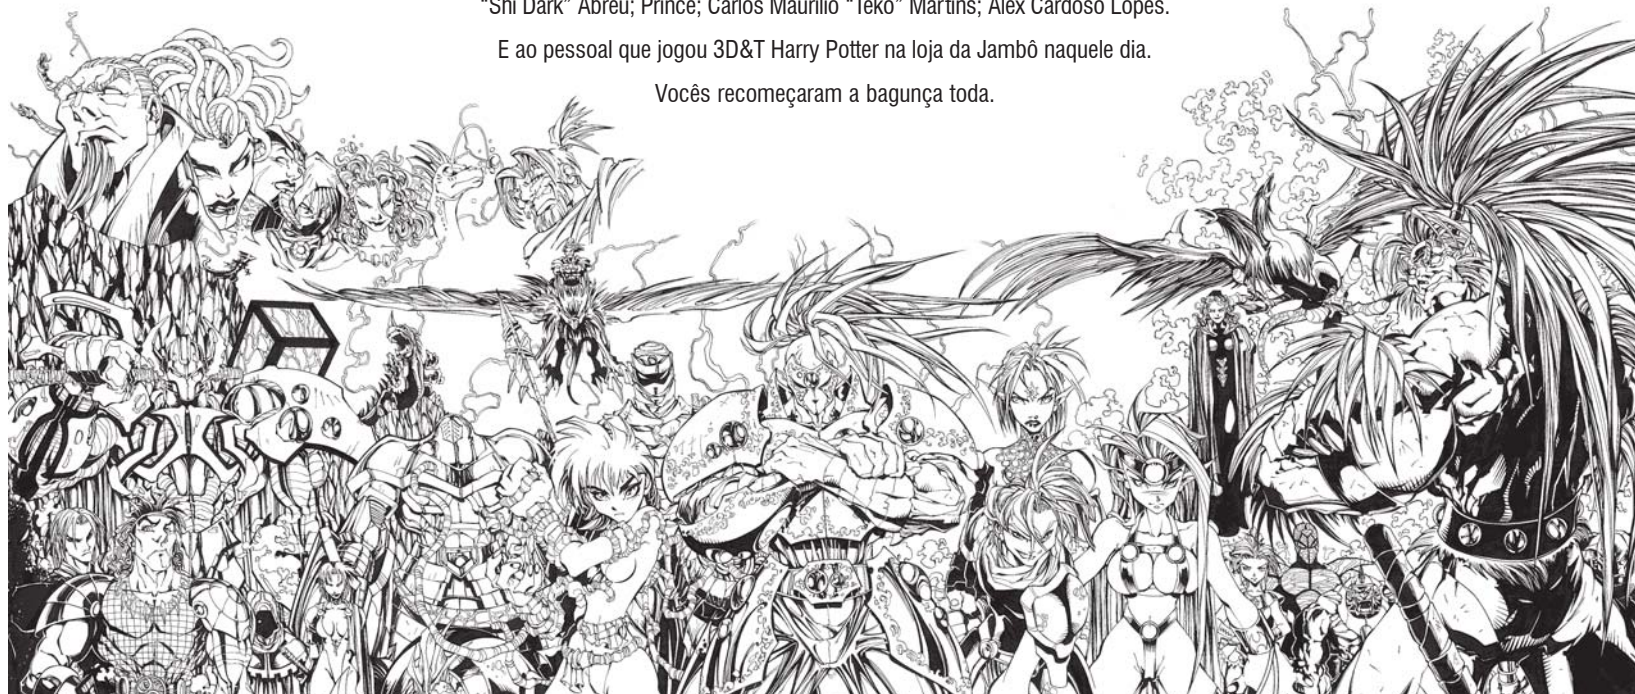 “Shi Dark” Abreu; Prince; Carlos Maurilio “Teko” Martins; Alex Cardoso Lopes.
E ao pessoal que jogou 3D&T Harry Potter na loja da Jambô naquele dia.
Vocês recomeçaram a bagunça toda.